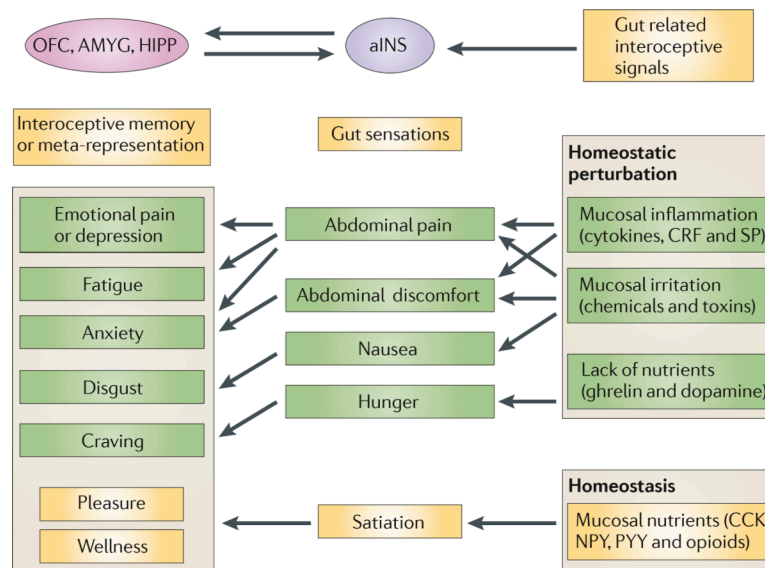 OFC, AMYG, HIPP
aINS
Gut related
interoceptive
signals
Interoceptive memory
or meta-representation
Gut sensations
Homeostatic
perturbation
Emotional pain
or depression
Fatigue
Anxiety
Disgust
Craving
Pleasure
Wellness
Abdominal pain
Abdominal discomfort
Nausea
Hunger
Satiation
Mucosal inflammation
(cytokines, CRF and SP)
Mucosal irritation
(chemicals and toxins)
Lack of nutrients
(ghrelin and dopamine)
Homeostasis
Mucosal nutrients (CCK
NPY, PYY and opioids)